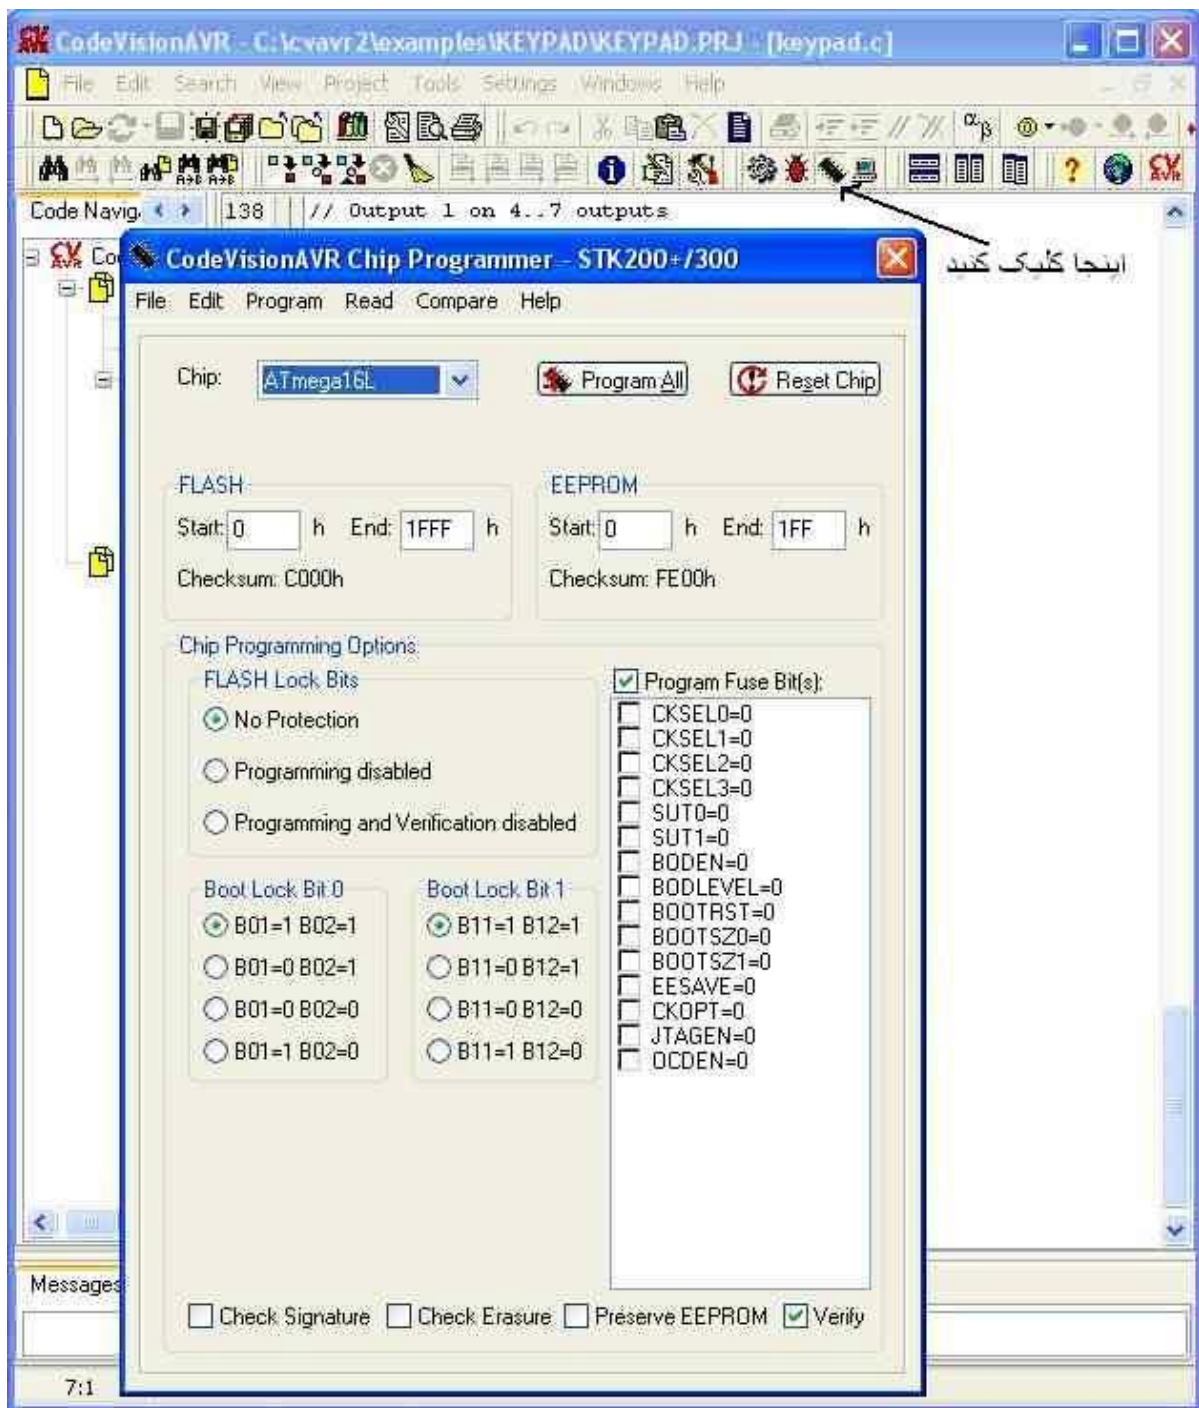 CodeVisionAVR - C:\cvavr2\examples\KEYPAD\KEYPAD.PRJ - [keypad.c]
File Edit Search View Project Tools Settings Windows Help
Code Navig 138 // Output 1 on 4..7 outputs
اینجا کلیک کنید
Co
CodeVisionAVR Chip Programmer - STK200+/300
File Edit Program Read Compare Help
Chip: ATmega16L Program All Reset Chip
FLASH EEPROM
Start: 0 h End: 1FFF h Start: 0 h End: 1FF h
Checksum: C000h Checksum: FE00h
Chip Programming Options
FLASH Lock Bits
No Protection
Programming disabled
Programming and Verification disabled
Boot Lock Bit 0
B01=1 B02=1
B01=0 B02=1
B01=0 B02=0
B01=1 B02=0
Boot Lock Bit 1
B11=1 B12=1
B11=0 B12=1
B11=0 B12=0
B11=1 B12=0
Program Fuse Bit(s):
CKSEL0=0
CKSEL1=0
CKSEL2=0
CKSEL3=0
SUT0=0
SUT1=0
BODEN=0
BODLEVEL=0
BOOTRST=0
BOOTSZ0=0
BOOTSZ1=0
EESAVE=0
CKOPT=0
JTAGEN=0
OCDEN=0
Check Signature Check Erasure Preserve EEPROM Verify
Messages
7:1